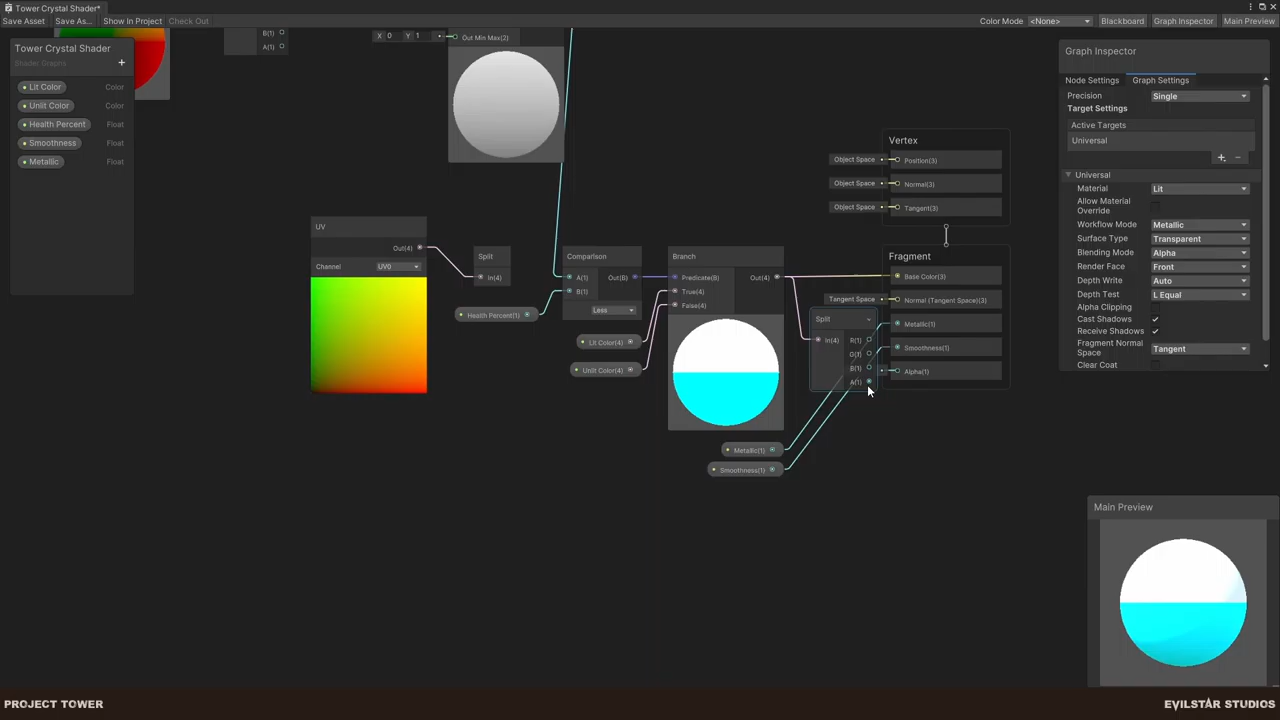 Tower Crystal Shader*
Save Asset Save As... Show In Project Check Out Color Mode <None> Blackboard Graph Inspector Main Preview
Tower Crystal Shader
Shader Graphs
+
Lit Color Color
Unlit Color Color
Health Percent Float
Smoothness Float
Metallic Float
B(1)
A(1)
X 0 Y 1 Out Min Max(2)
UV
Out(4)
Channel UV0
Split
In(4)
Health Percent(1)
Comparison
A(1) Out(B)
B(1)
Less
Lit Color(4)
Unlit Color(4)
Branch
Predicate(B) Out(4)
True(4)
False(4)
Metallic(1)
Smoothness(1)
Split
In(4) R(1)
G(1)
B(1)
A(1)
Vertex
Object Space Position(3)
Object Space Normal(3)
Object Space Tangent(3)
Fragment
Base Color(3)
Tangent Space Normal (Tangent Space)(3)
Metallic(1)
Smoothness(1)
Alpha(1)
Graph Inspector
Node Settings Graph Settings
Precision Single
Target Settings
Active Targets
Universal
+ −
Universal
Material Lit
Allow Material
Override
Workflow Mode Metallic
Surface Type Transparent
Blending Mode Alpha
Render Face Front
Depth Write Auto
Depth Test L Equal
Alpha Clipping
Cast Shadows
Receive Shadows
Fragment Normal
Space Tangent
Clear Coat
Main Preview
PROJECT TOWER
EVILSTAR STUDIOS